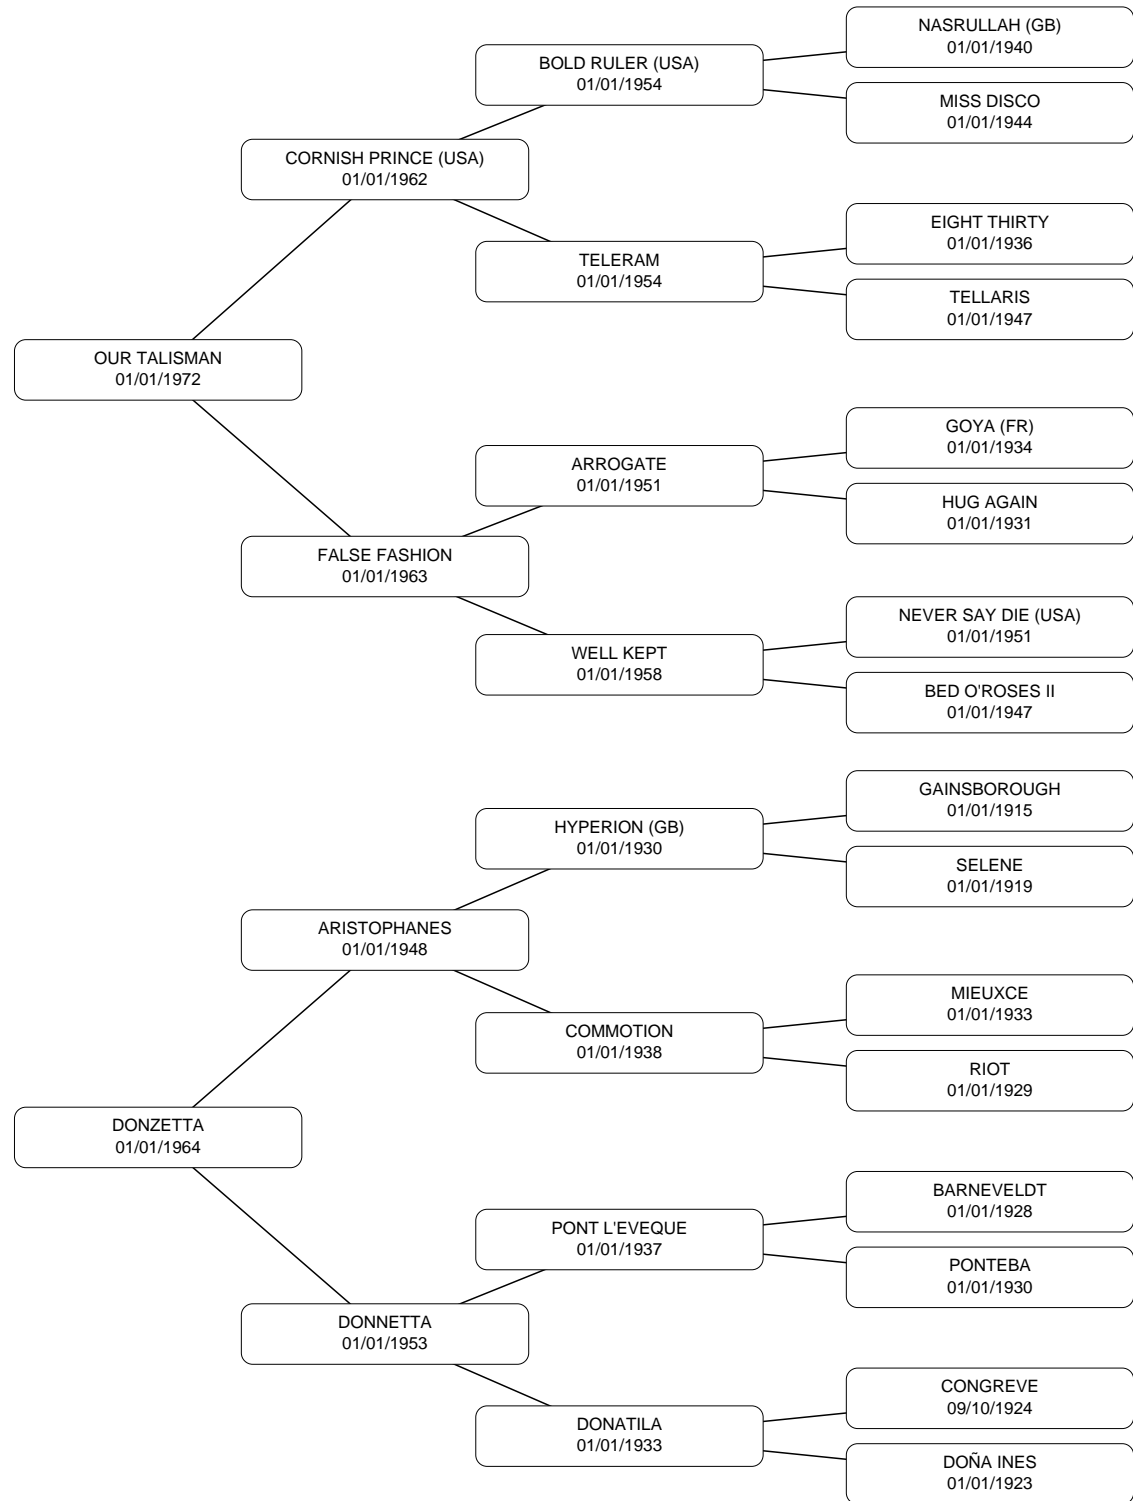 NASRULLAH (GB)
01/01/1940
BOLD RULER (USA)
01/01/1954
MISS DISCO
01/01/1944
CORNISH PRINCE (USA)
01/01/1962
EIGHT THIRTY
01/01/1936
TELERAM
01/01/1954
TELLARIS
01/01/1947
OUR TALISMAN
01/01/1972
GOYA (FR)
01/01/1934
ARROGATE
01/01/1951
HUG AGAIN
01/01/1931
FALSE FASHION
01/01/1963
NEVER SAY DIE (USA)
01/01/1951
WELL KEPT
01/01/1958
BED O'ROSES II
01/01/1947
GAINSBOROUGH
01/01/1915
HYPERION (GB)
01/01/1930
SELENE
01/01/1919
ARISTOPHANES
01/01/1948
MIEUXCE
01/01/1933
COMMOTION
01/01/1938
RIOT
01/01/1929
DONZETTA
01/01/1964
BARNEVELDT
01/01/1928
PONT L'EVEQUE
01/01/1937
PONTEBA
01/01/1930
DONNETTA
01/01/1953
CONGREVE
09/10/1924
DONATILA
01/01/1933
DOÑA INES
01/01/1923